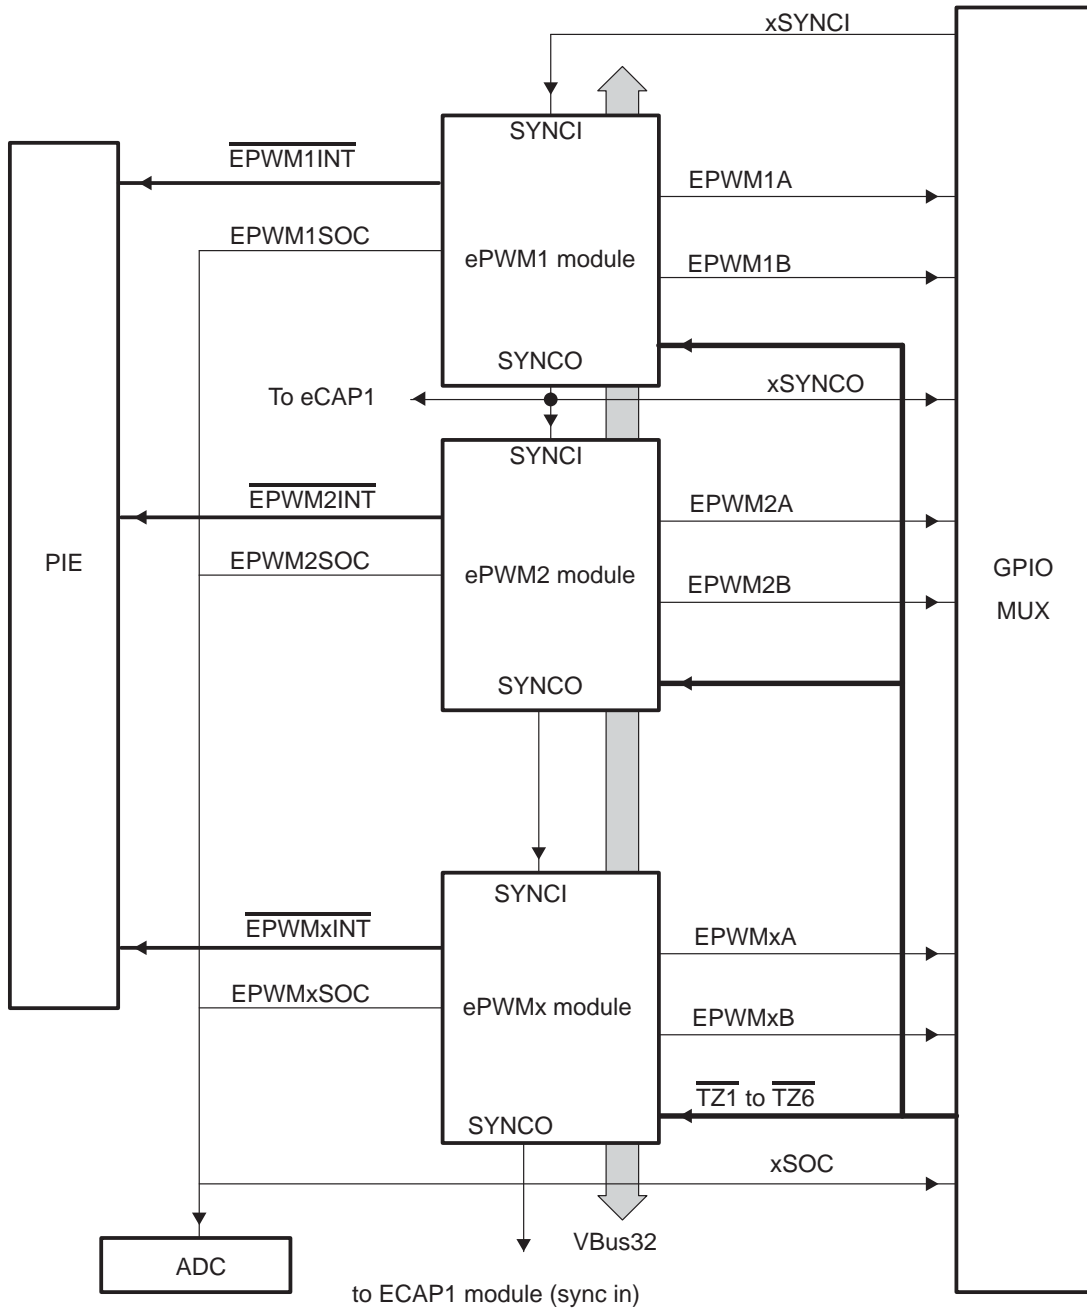 xSYNCI
SYNCI
EPWM1INT
EPWM1A
EPWM1SOC
ePWM1 module
EPWM1B
SYNCO
To eCAP1
xSYNCO
SYNCI
EPWM2INT
EPWM2A
PIE
EPWM2SOC
ePWM2 module
EPWM2B
GPIO
MUX
SYNCO
SYNCI
EPWMxINT
EPWMxA
EPWMxSOC
ePWMx module
EPWMxB
TZ1 to TZ6
SYNCO
xSOC
VBus32
ADC
to ECAP1 module (sync in)